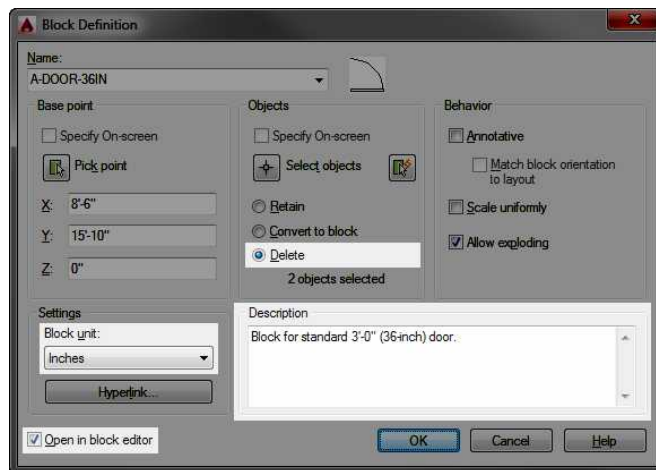 Block Definition
Name:
A-DOOR-36IN
Base point
Specify On-screen
Pick point
X: 8'-6"
Y: 15'-10"
Z: 0"
Objects
Specify On-screen
Select objects
Retain
Convert to block
Delete
2 objects selected
Behavior
Annotative
Match block orientation
to layout
Scale uniformly
Allow exploding
Settings
Block unit:
Inches
Hyperlink...
Description
Block for standard 3'-0" (36-inch) door.
Open in block editor
OK Cancel Help